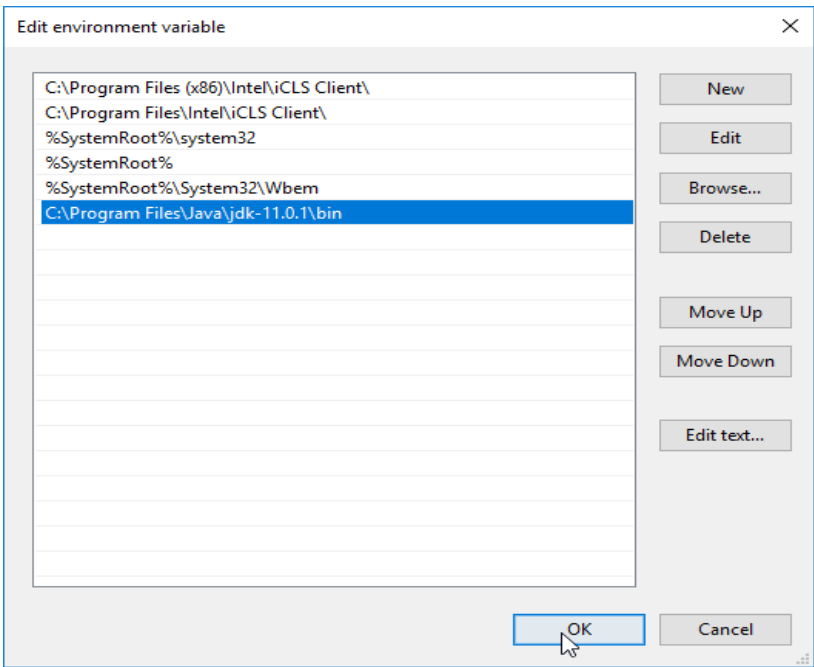 Edit environment variable
C:\Program Files (x86)\Intel\iCLS Client\
C:\Program Files\Intel\iCLS Client\
%SystemRoot%\system32
%SystemRoot%
%SystemRoot%\System32\Wbem
C:\Program Files\Java\jdk-11.0.1\bin
New
Edit
Browse...
Delete
Move Up
Move Down
Edit text...
OK
Cancel